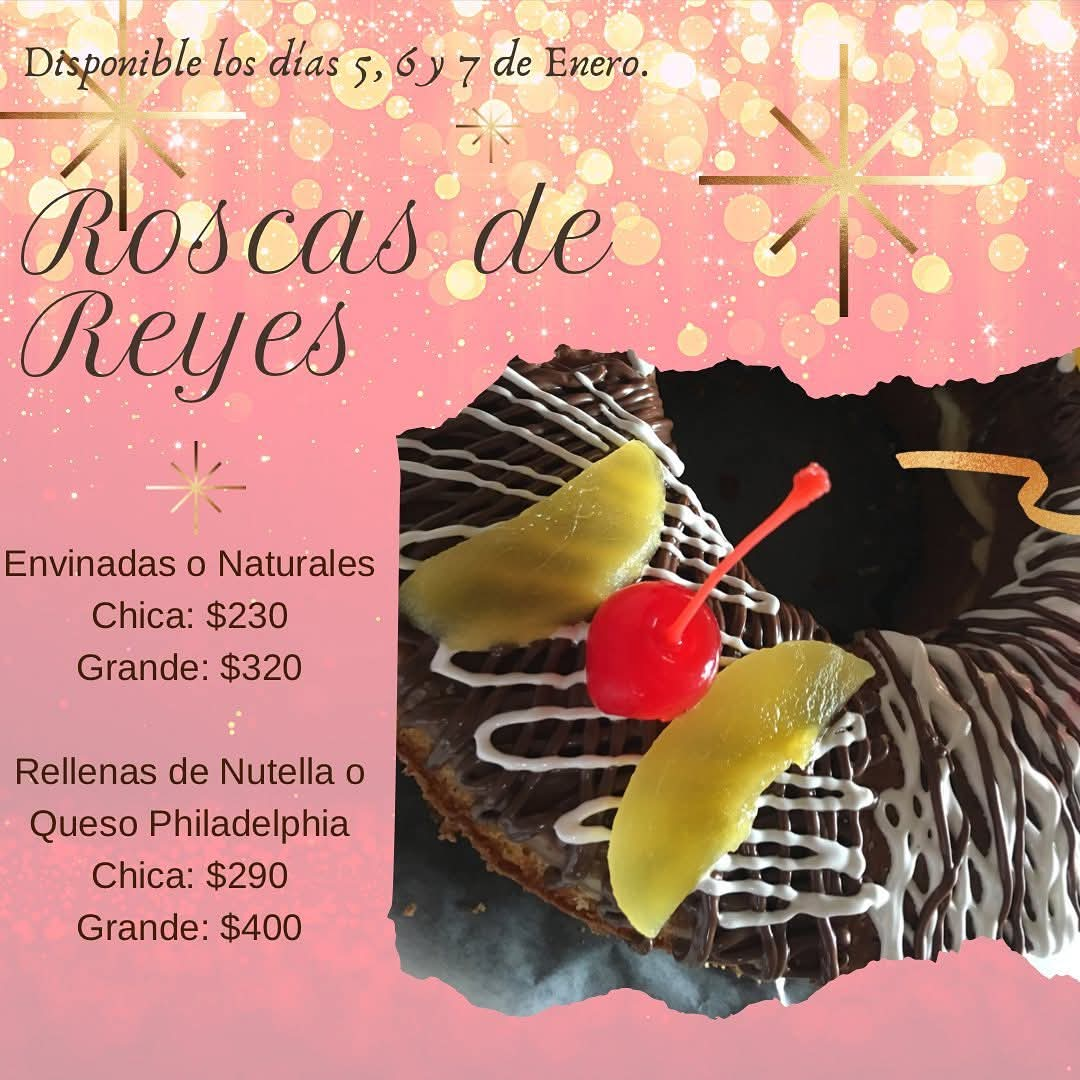 Disponible los días 5, 6 y 7 de Enero.
Roscas de
Reyes
Envinadas o Naturales
Chica: $230
Grande: $320
Rellenas de Nutella o
Queso Philadelphia
Chica: $290
Grande: $400